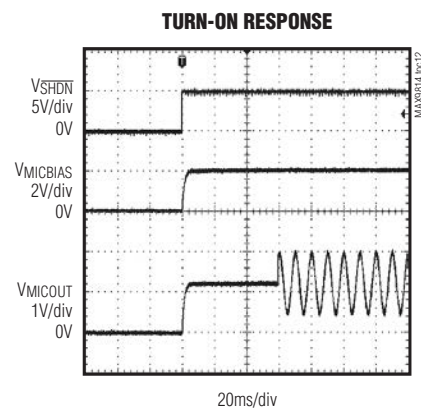 TURN-ON RESPONSE
MAX9814 toc12
VSHDN
5V/div
0V
VMICBIAS
2V/div
0V
VMICOUT
1V/div
0V
20ms/div